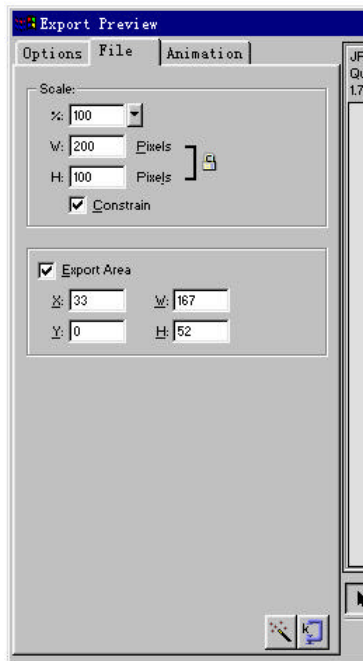 Export Preview
Options File Animation
Scale:
%: 100
W: 200 Pixels
H: 100 Pixels
Constrain
Export Area
X: 33 W: 167
Y: 0 H: 52
JP
Qu
1.7